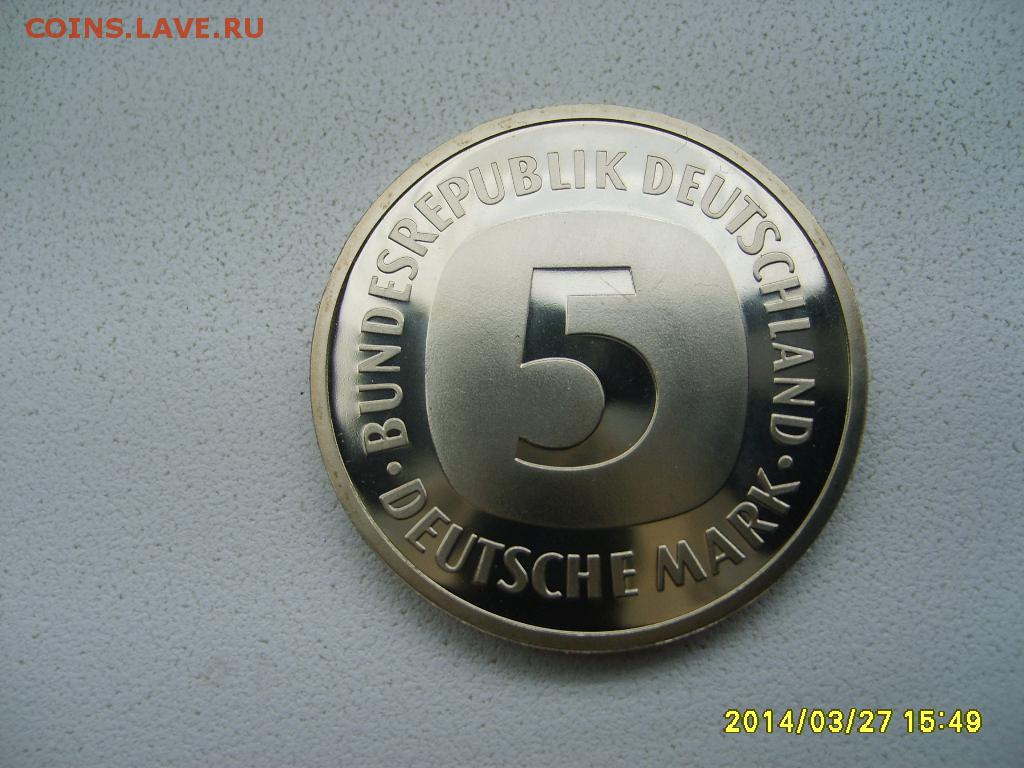 COINS.LAVE.RU
BUNDESREPUBLIK DEUTSCHLAND
5
· DEUTSCHE MARK ·
2014/03/27 15:49